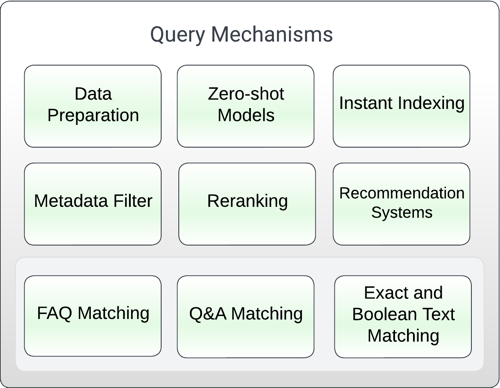 Query Mechanisms
Data
Preparation
Zero-shot
Models
Instant Indexing
Metadata Filter
Reranking
Recommendation
Systems
FAQ Matching
Q&A Matching
Exact and
Boolean Text
Matching